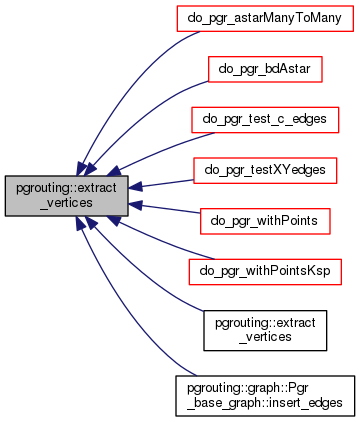 do_pgr_astarManyToMany
do_pgr_bdAstar
do_pgr_test_c_edges
do_pgr_testXYedges
pgrouting::extract
_vertices
do_pgr_withPoints
do_pgr_withPointsKsp
pgrouting::extract
_vertices
pgrouting::graph::Pgr
_base_graph::insert_edges